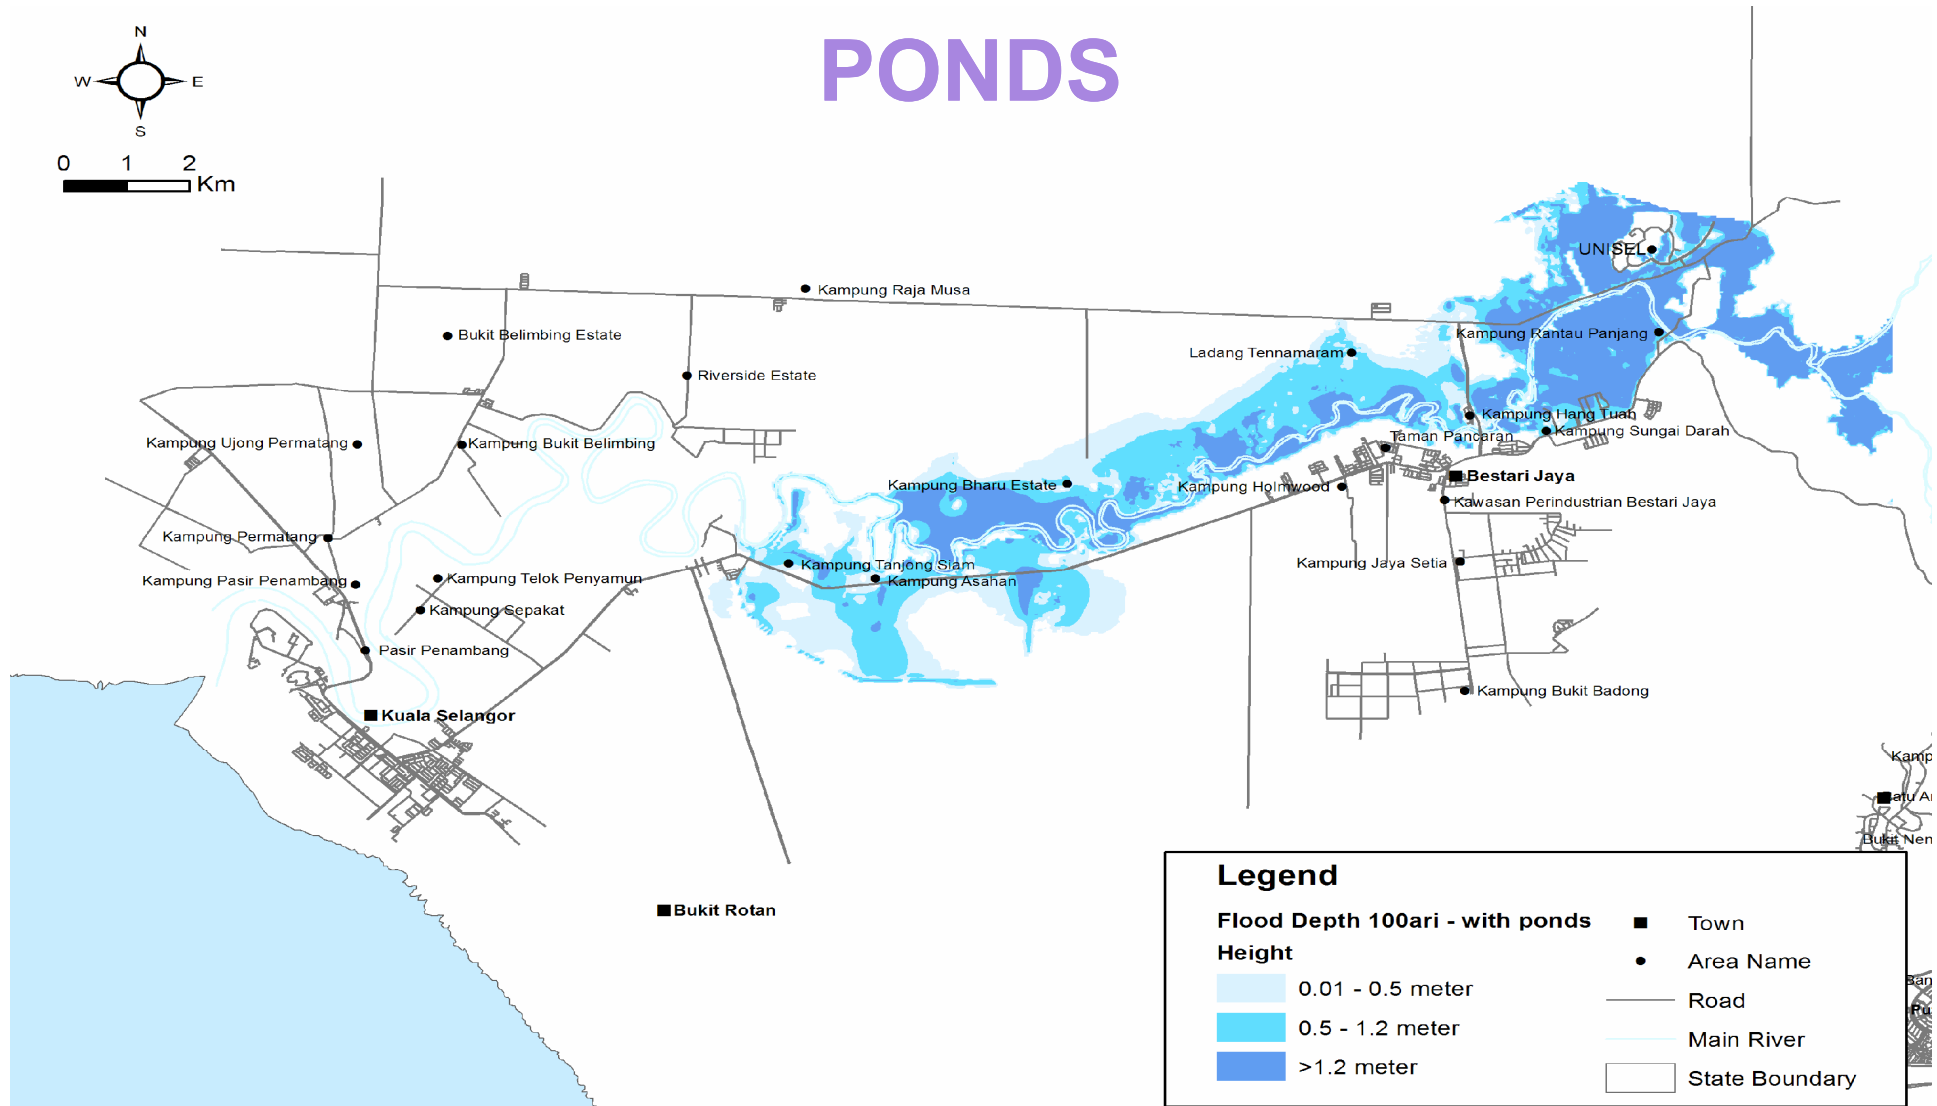 PONDS
N
W
E
S
0 1 2
Km
UNISEL
Kampung Raja Musa
Bukit Belimbing Estate
Kampung Rantau Panjang
Ladang Tennamaram
Riverside Estate
Kampung Hang Tuah
Kampung Sungai Darah
Taman Pancaran
Kampung Ujong Permatang
Kampung Bukit Belimbing
Bestari Jaya
Kampung Bharu Estate
Kampung Holmwood
Kawasan Perindustrian Bestari Jaya
Kampung Permatang
Kampung Tanjong Siam
Kampung Jaya Setia
Kampung Pasir Penambang
Kampung Telok Penyamun
Kampung Asahan
Kampung Sepakat
Pasir Penambang
Kampung Bukit Badong
Kuala Selangor
Kamp
Bukit Nen
Bukit Rotan
Legend
Flood Depth 100ari - with ponds
Height
0.01 - 0.5 meter
0.5 - 1.2 meter
>1.2 meter
Town
Area Name
Road
Main River
State Boundary
Ban
Pu